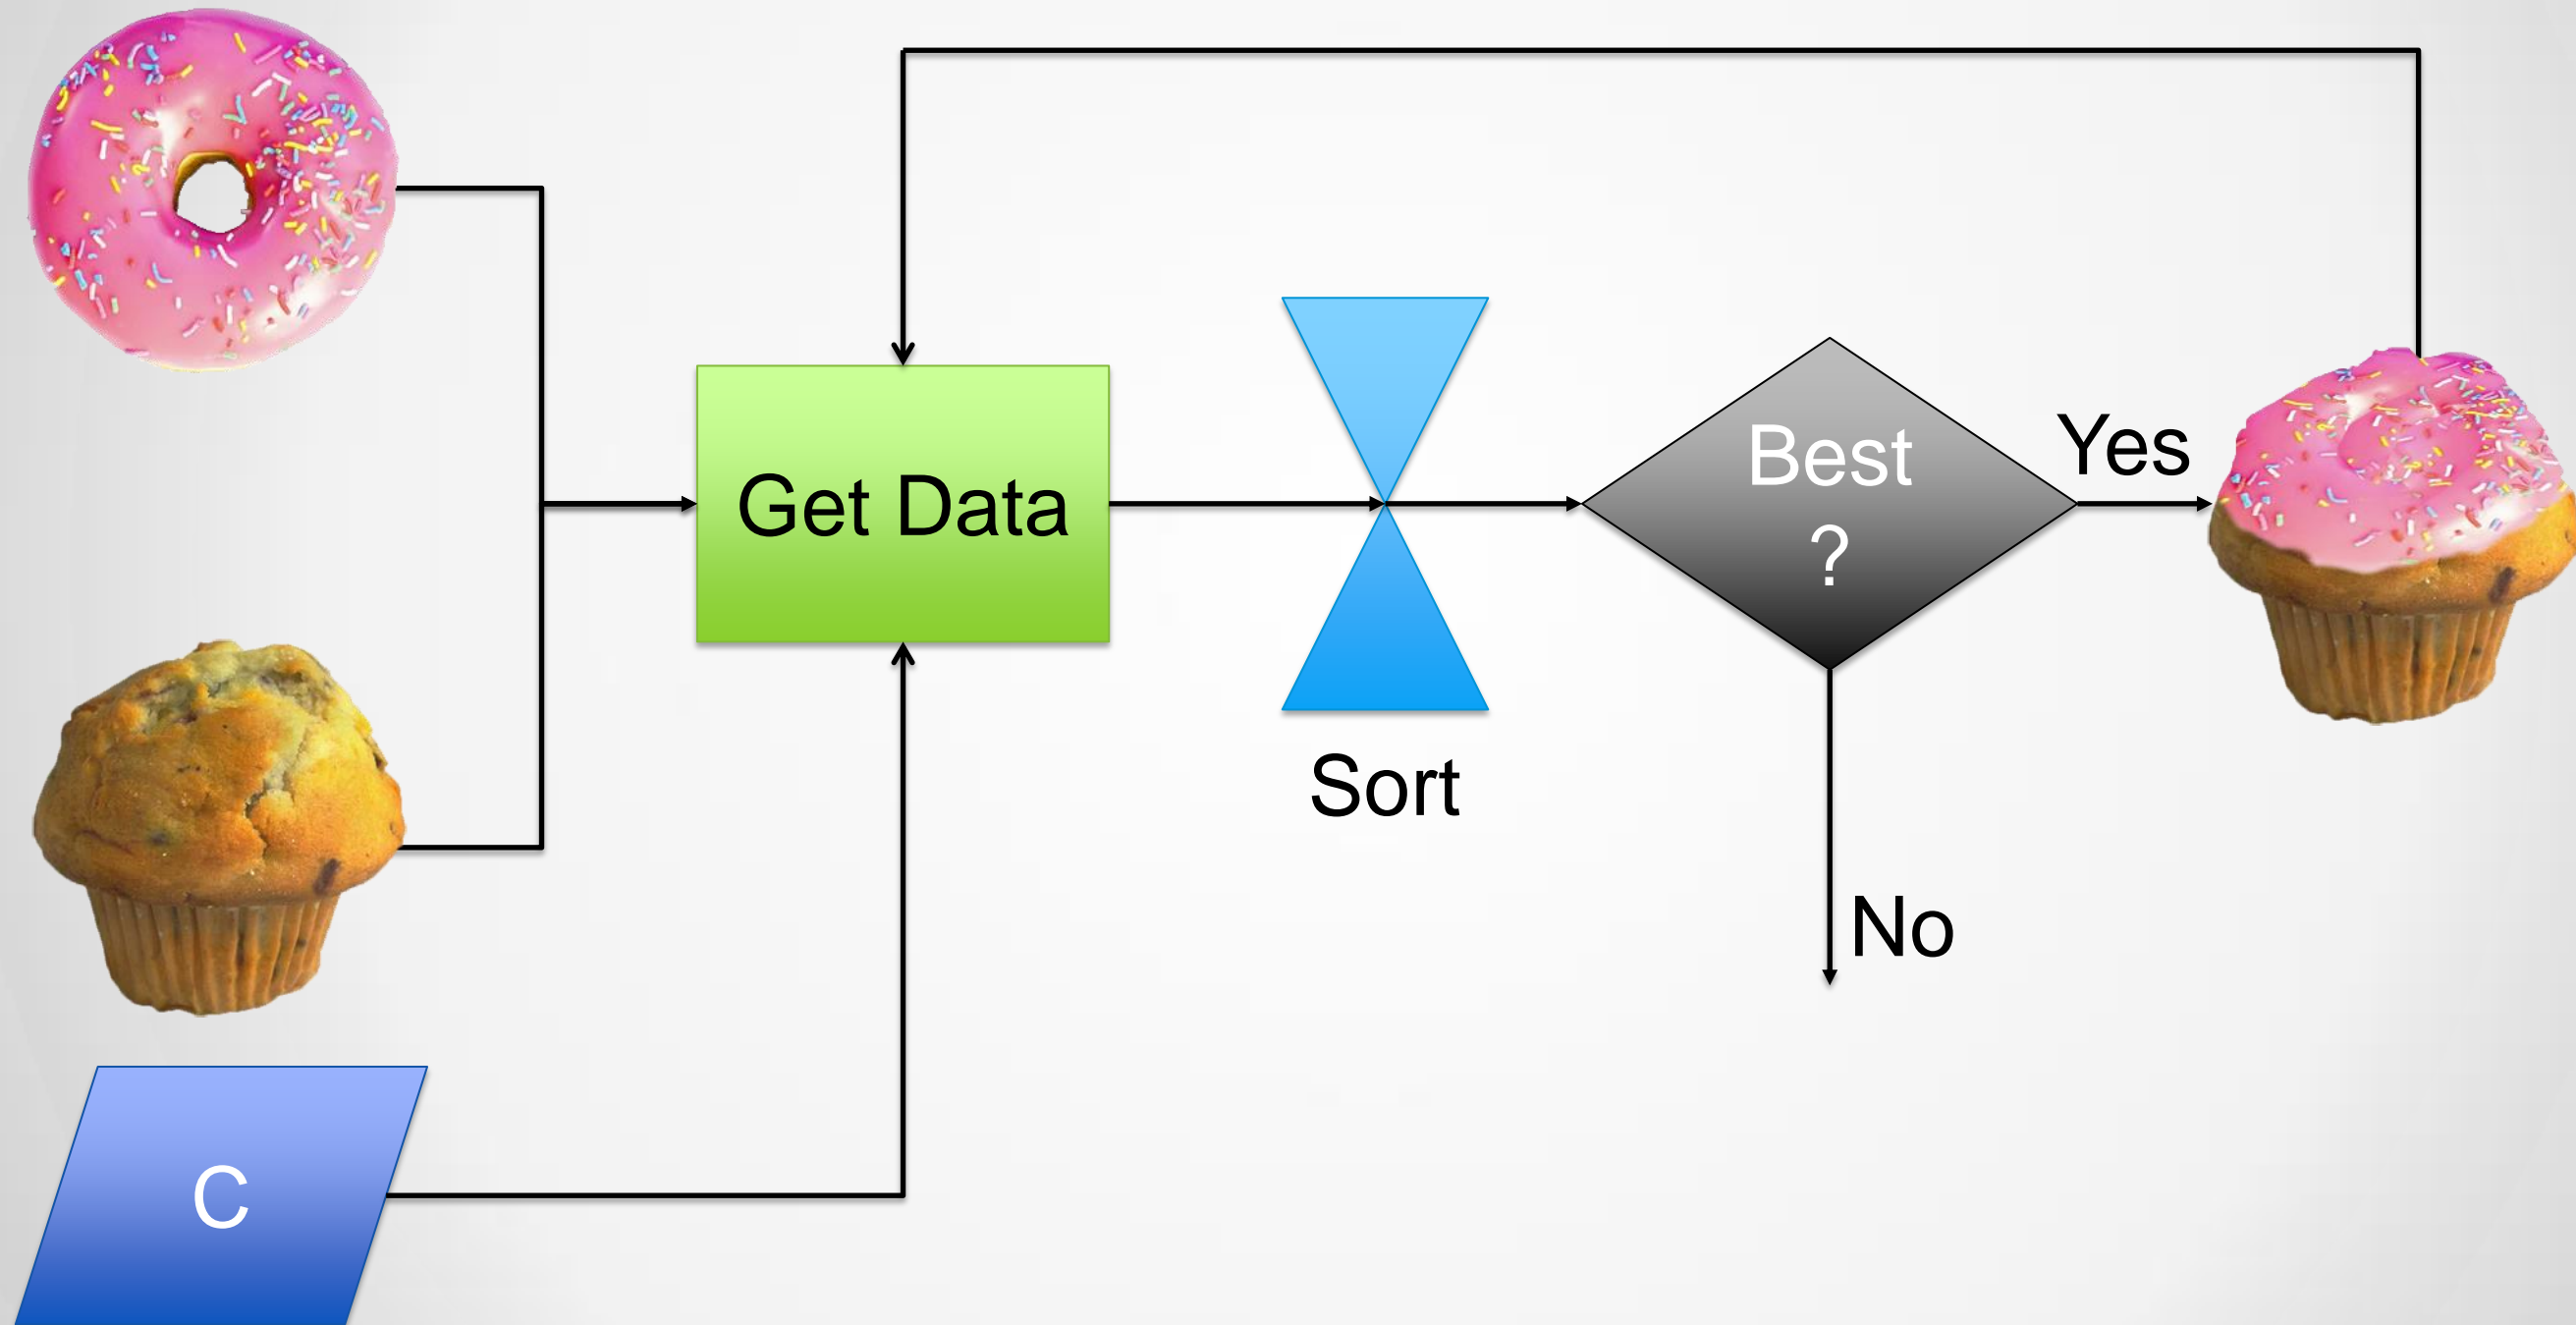 Get Data
Sort
Best
?
Yes
No
C